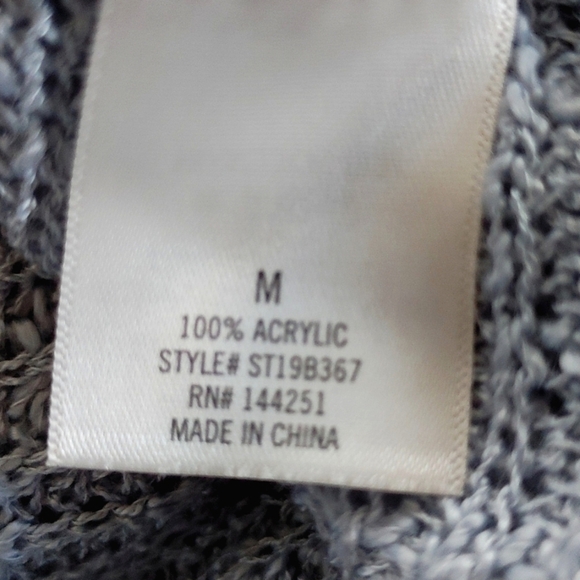 M
100% ACRYLIC
STYLE# ST19B367
RN# 144251
MADE IN CHINA